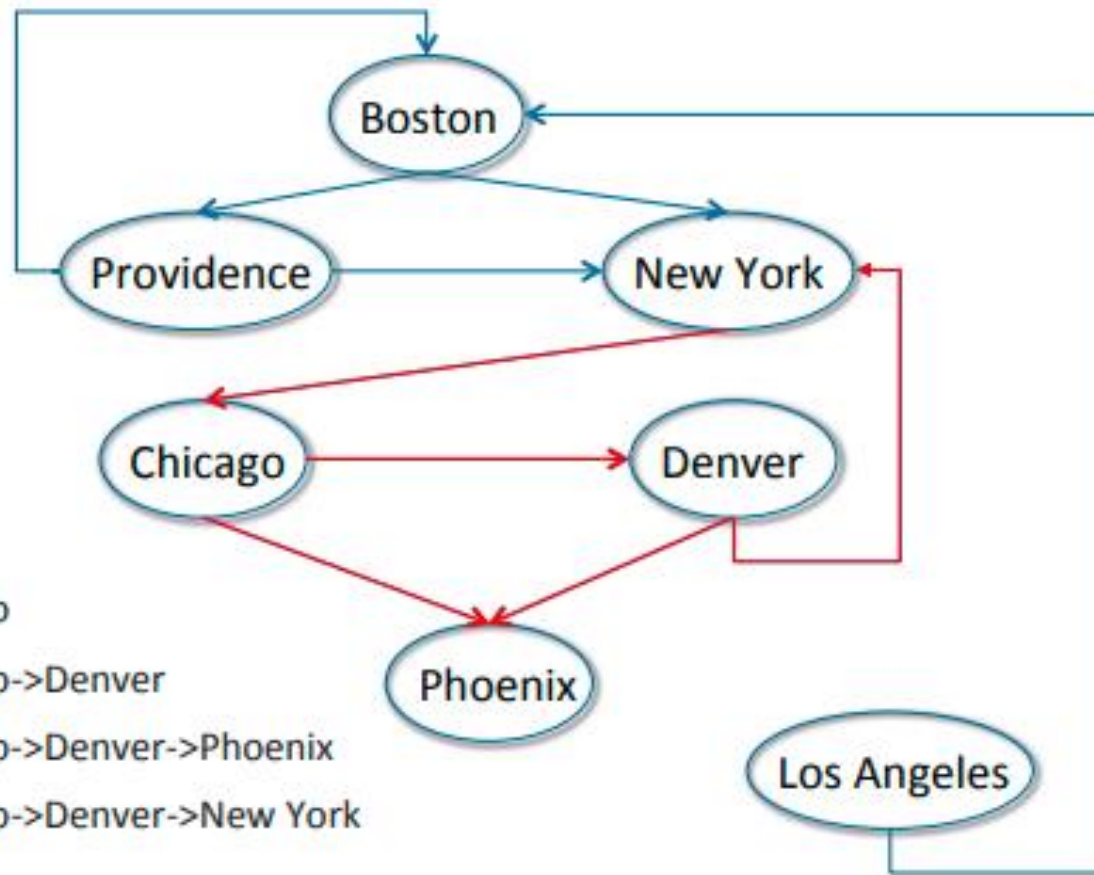 Boston
Providence
New York
Chicago
Denver
o
o->Denver
Phoenix
o->Denver->Phoenix
Los Angeles
o->Denver->New York